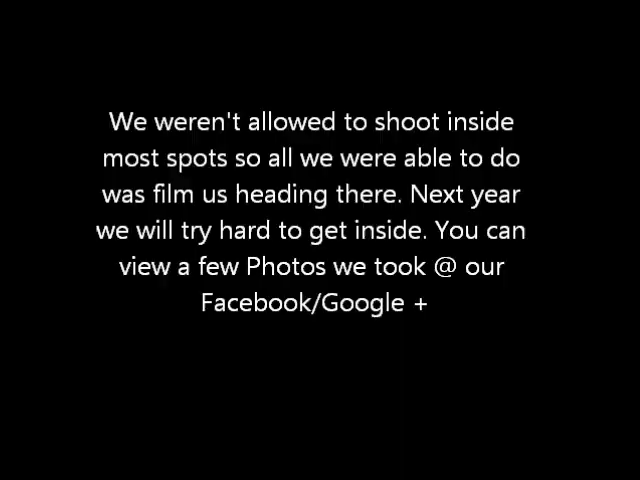 We weren't allowed to shoot inside
most spots so all we were able to do
was film us heading there. Next year
we will try hard to get inside. You can
view a few Photos we took @ our
Facebook/Google +